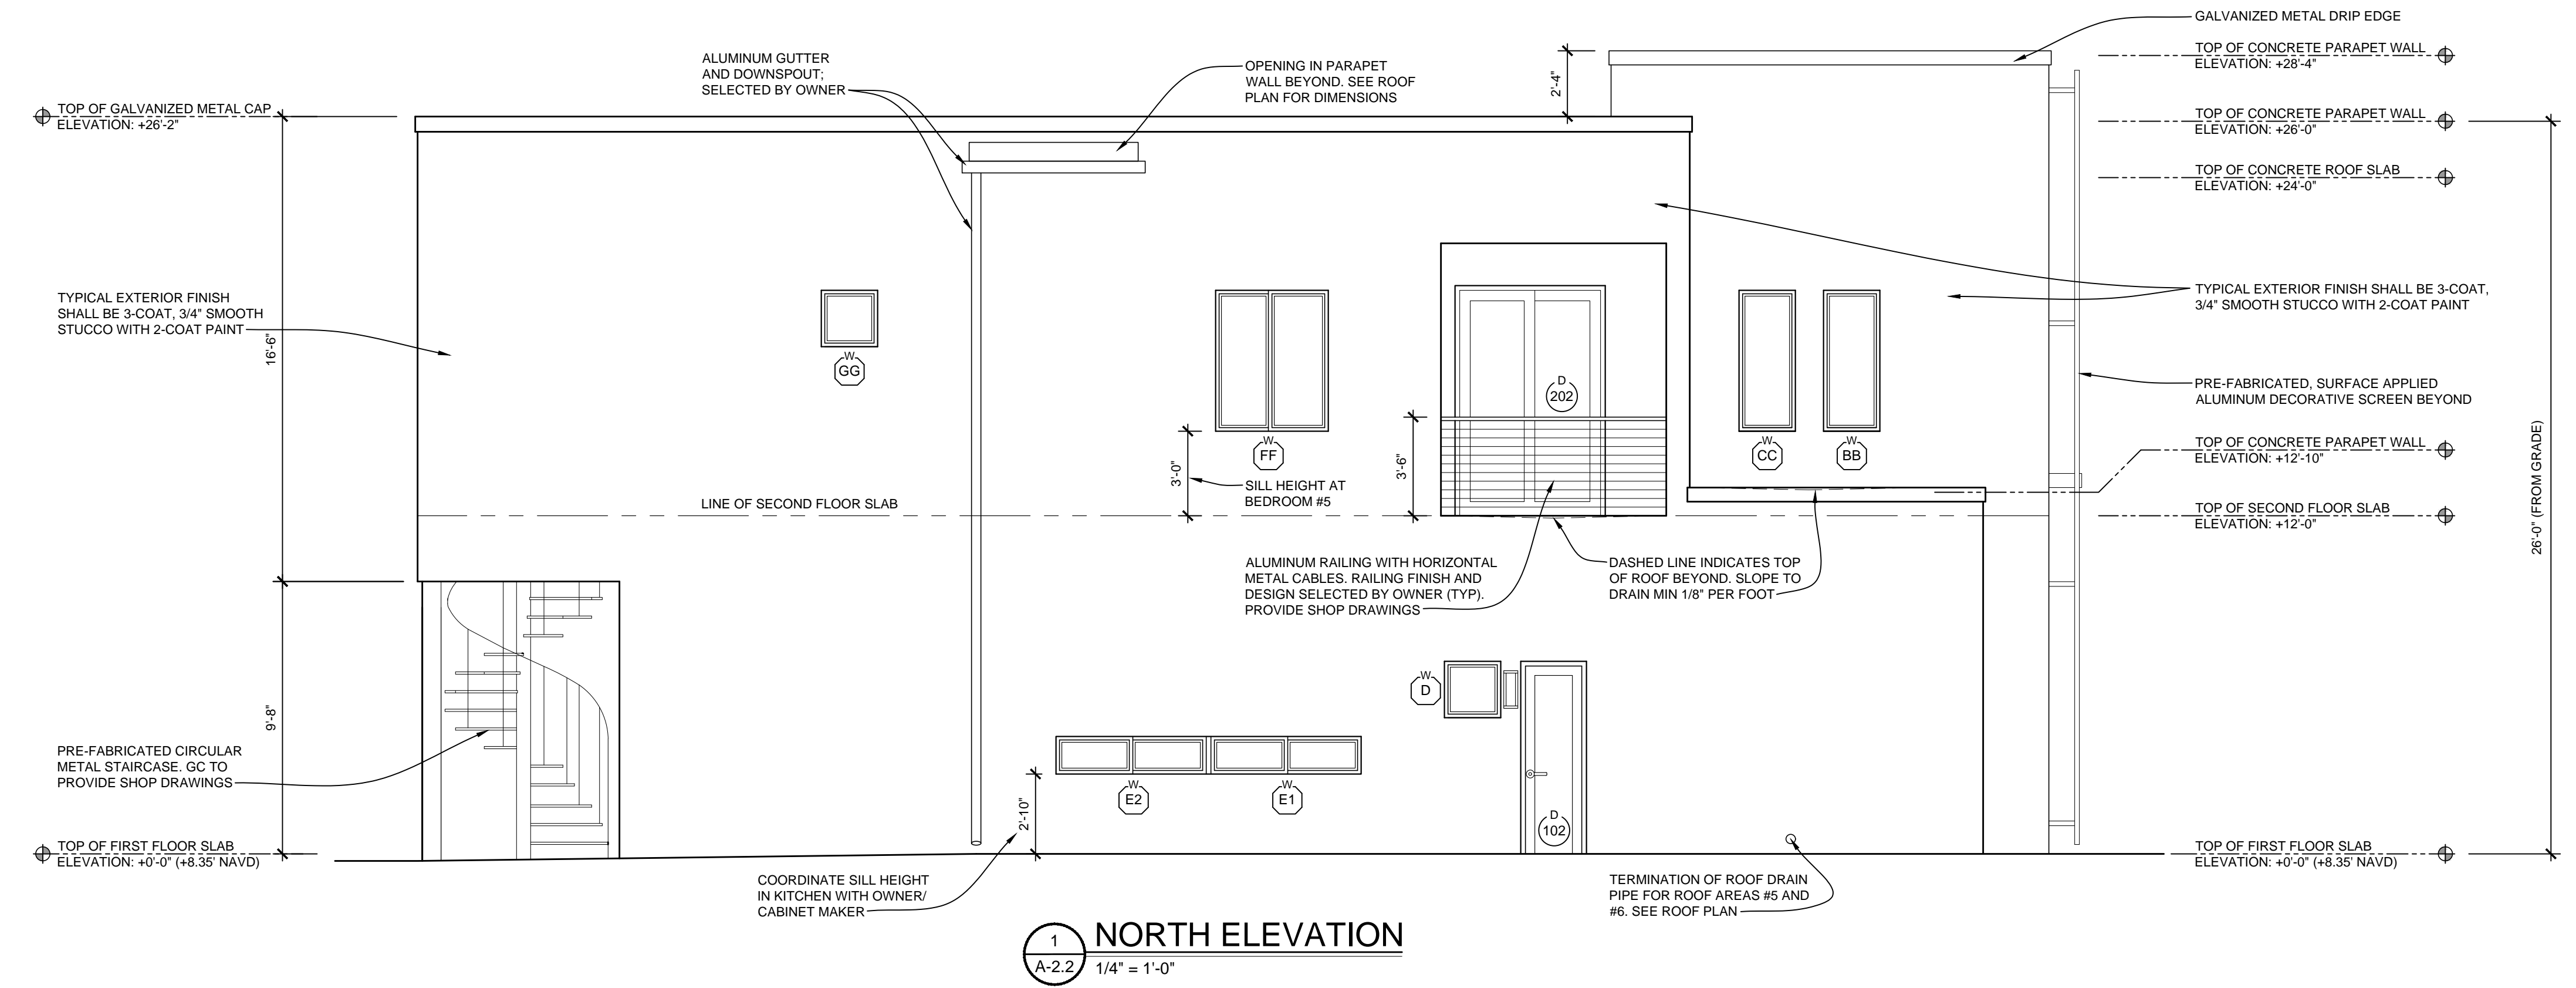 GALVANIZED METAL DRIP EDGE
TOP OF CONCRETE PARAPET WALL
ELEVATION: +28'-4"
ALUMINUM GUTTER
AND DOWNSPOUT;
SELECTED BY OWNER
OPENING IN PARAPET
WALL BEYOND. SEE ROOF
PLAN FOR DIMENSIONS
2'-4"
TOP OF GALVANIZED METAL CAP
ELEVATION: +26'-2"
TOP OF CONCRETE PARAPET WALL
ELEVATION: +26'-0"
TOP OF CONCRETE ROOF SLAB
ELEVATION: +24'-0"
TYPICAL EXTERIOR FINISH
SHALL BE 3-COAT, 3/4" SMOOTH
STUCCO WITH 2-COAT PAINT
16'-6"
TYPICAL EXTERIOR FINISH SHALL BE 3-COAT,
3/4" SMOOTH STUCCO WITH 2-COAT PAINT
W
GG
D
202
PRE-FABRICATED, SURFACE APPLIED
ALUMINUM DECORATIVE SCREEN BEYOND
W
FF
W
CC
W
BB
TOP OF CONCRETE PARAPET WALL
ELEVATION: +12'-10"
3'-0"
3'-6"
26'-0" (FROM GRADE)
SILL HEIGHT AT
BEDROOM #5
LINE OF SECOND FLOOR SLAB
TOP OF SECOND FLOOR SLAB
ELEVATION: +12'-0"
ALUMINUM RAILING WITH HORIZONTAL
METAL CABLES. RAILING FINISH AND
DESIGN SELECTED BY OWNER (TYP).
PROVIDE SHOP DRAWINGS
DASHED LINE INDICATES TOP
OF ROOF BEYOND. SLOPE TO
DRAIN MIN 1/8" PER FOOT
9'-8"
W
D
PRE-FABRICATED CIRCULAR
METAL STAIRCASE. GC TO
PROVIDE SHOP DRAWINGS
W
E2
W
E1
2'-10"
D
102
TOP OF FIRST FLOOR SLAB
ELEVATION: +0'-0" (+8.35' NAVD)
TOP OF FIRST FLOOR SLAB
ELEVATION: +0'-0" (+8.35' NAVD)
COORDINATE SILL HEIGHT
IN KITCHEN WITH OWNER/
CABINET MAKER
TERMINATION OF ROOF DRAIN
PIPE FOR ROOF AREAS #5 AND
#6. SEE ROOF PLAN
1
A-2.2
NORTH ELEVATION
1/4" = 1'-0"